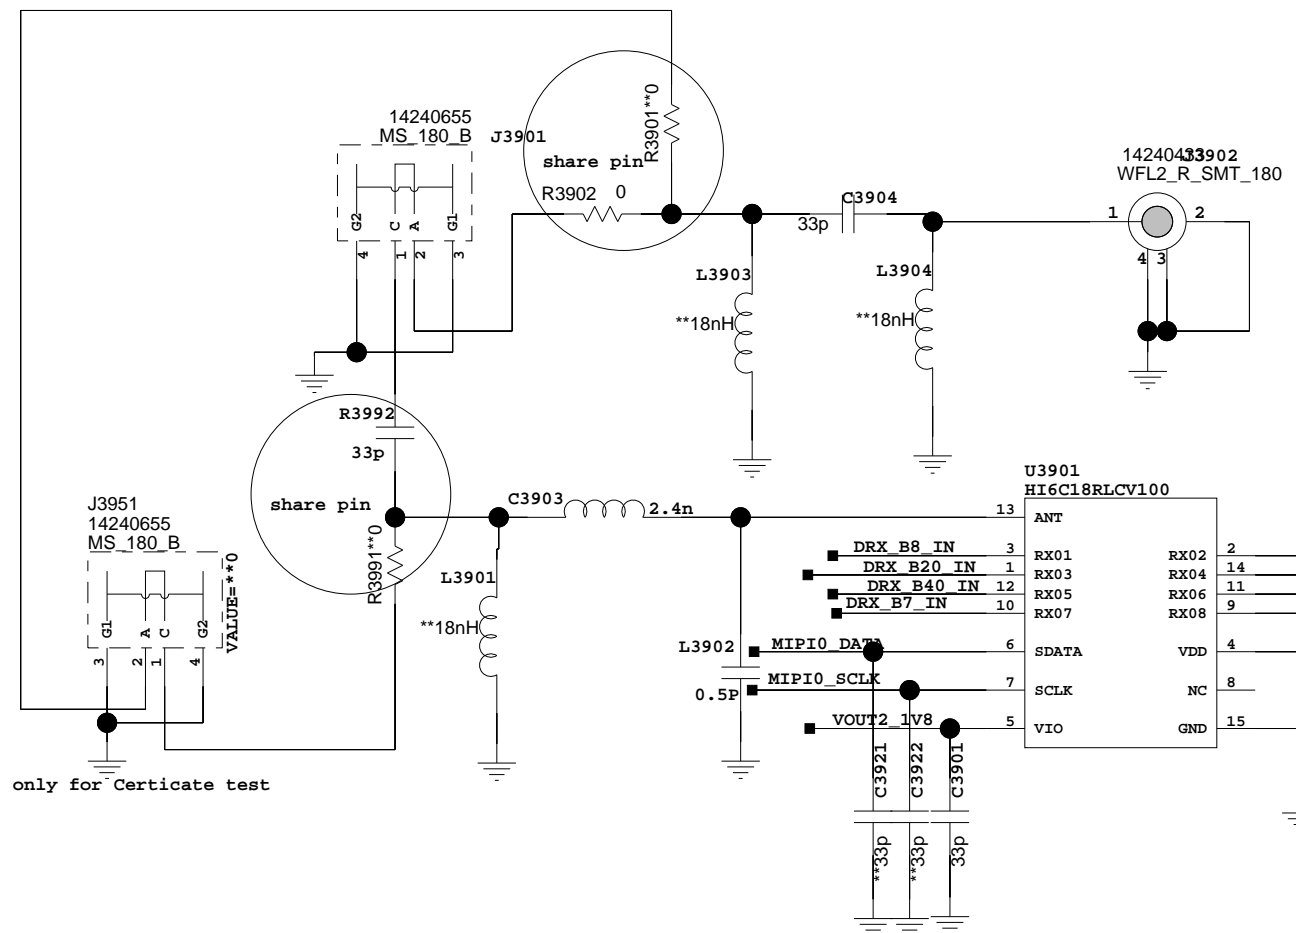 14240655
MS_180_B
J3901
G2
C
A
G1
4
1
2
3
share pin
R3901**0
R3902
0
C3904
33p
L3903
**18nH
L3904
**18nH
14240433
J3902
WFL2_R_SMT_180
1
2
4
3
R3992
33p
share pin
R3991**0
J3951
14240655
MS_180_B
VALUE=**0
G1
A
C
G2
3
2
1
4
only for Certicate test
C3903
2.4n
L3901
**18nH
L3902
0.5P
U3901
HI6C18RLCV100
13
ANT
DRX_B8_IN
3
RX01
RX02
2
DRX_B20_IN
1
RX03
RX04
14
DRX_B40_IN
12
RX05
RX06
11
DRX_B7_IN
10
RX07
RX08
9
MIPI0_DATA
6
SDATA
VDD
4
MIPI0_SCLK
7
SCLK
NC
8
VOUT2_1V8
5
VIO
GND
15
C3921
C3922
C3901
**33p
**33p
33p